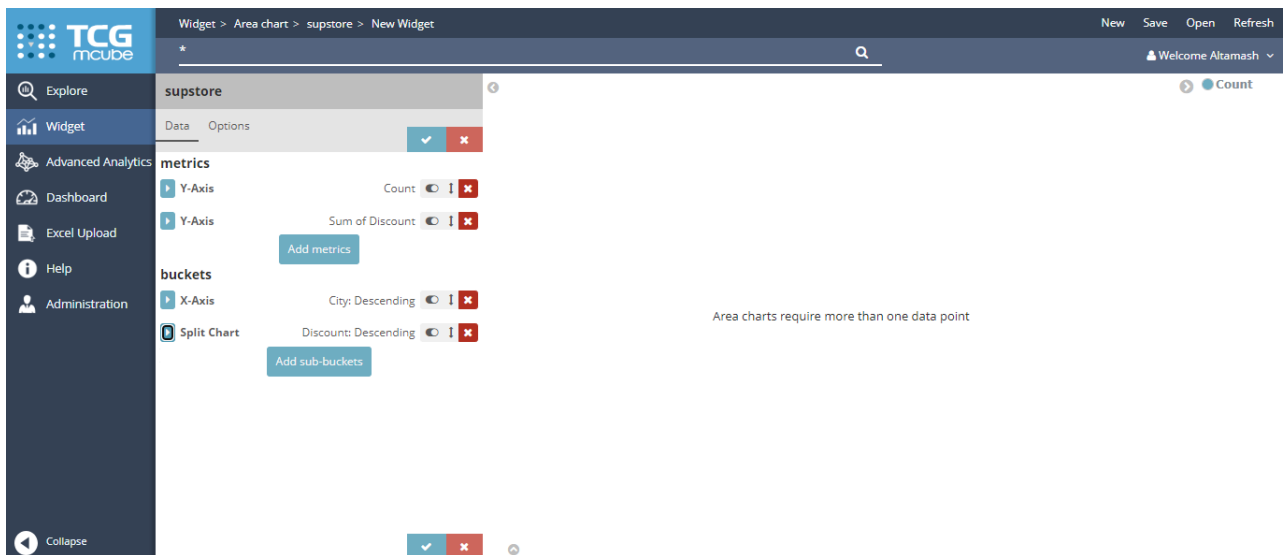 TCG
mcube
Widget > Area chart > supstore > New Widget
New Save Open Refresh
*
Welcome Altamash
Explore
Widget
Advanced Analytics
Dashboard
Excel Upload
Help
Administration
Collapse
supstore
Data Options
metrics
Y-Axis Count
Y-Axis Sum of Discount
Add metrics
buckets
X-Axis City: Descending
Split Chart Discount: Descending
Add sub-buckets
Count
Area charts require more than one data point